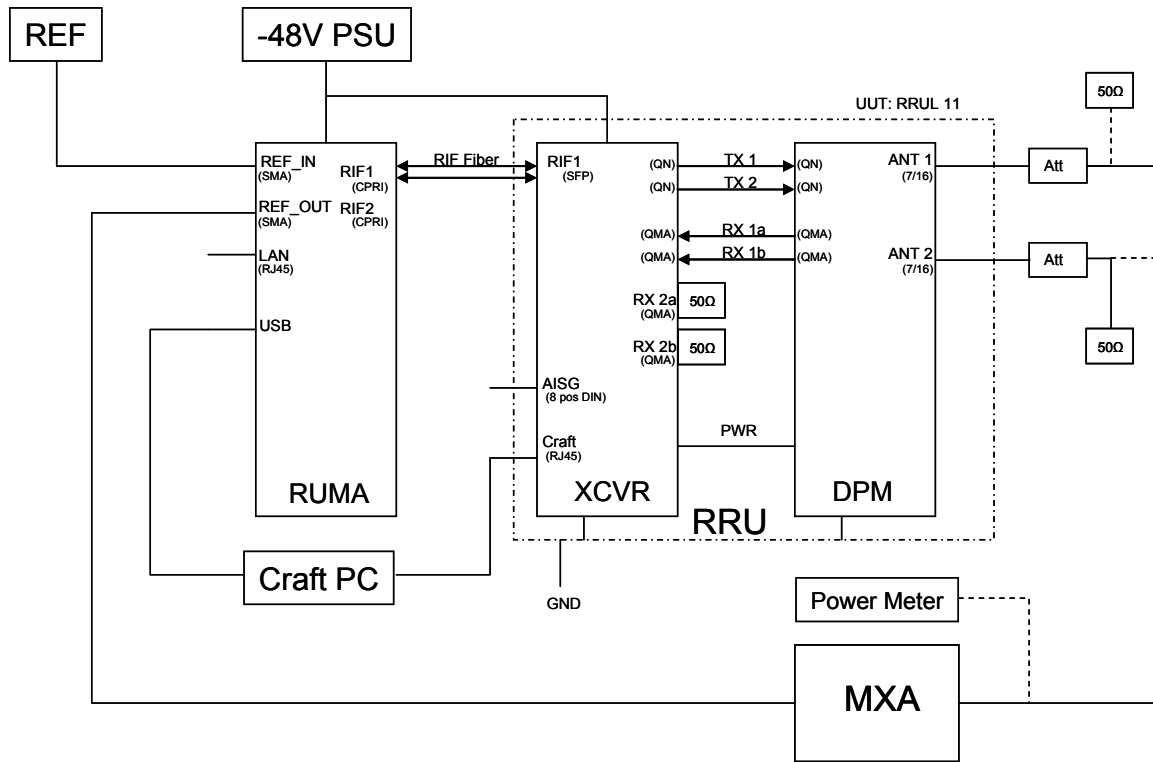 REF
-48V PSU
UUT: RRUL 11
50Ω
REF_IN
(SMA)
RIF1
(CPRI)
REF_OUT
(SMA)
RIF2
(CPRI)
LAN
(RJ45)
USB
RUMA
RIF Fiber
RIF1
(SFP)
(QN)
(QN)
(QMA)
(QMA)
RX 2a
(QMA)
50Ω
RX 2b
(QMA)
50Ω
AISG
(8 pos DIN)
Craft
(RJ45)
XCVR
TX 1
TX 2
RX 1a
RX 1b
PWR
(QN)
(QN)
(QMA)
(QMA)
ANT 1
(7/16)
ANT 2
(7/16)
DPM
RRU
Att
Att
50Ω
Craft PC
GND
Power Meter
MXA